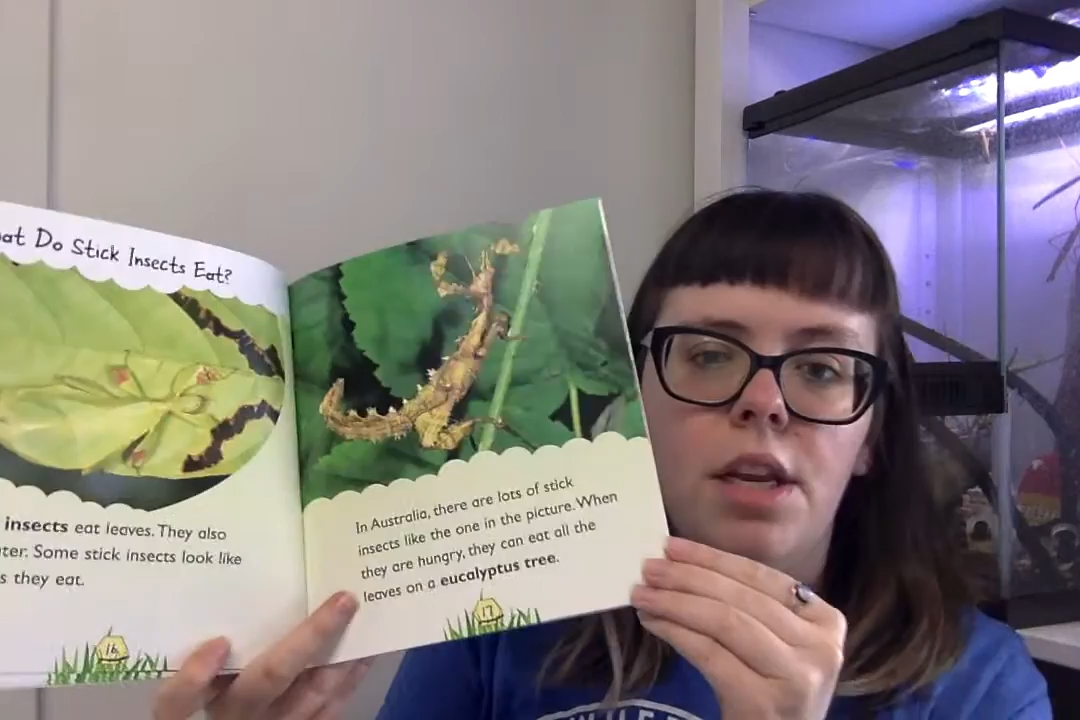 Do Stick Insects Eat?
insects eat leaves. They also
Some stick insects look like
they eat.
16
In Australia, there are lots of stick
insects like the one in the picture. When
they are hungry, they can eat all the
leaves on a eucalyptus tree.
17